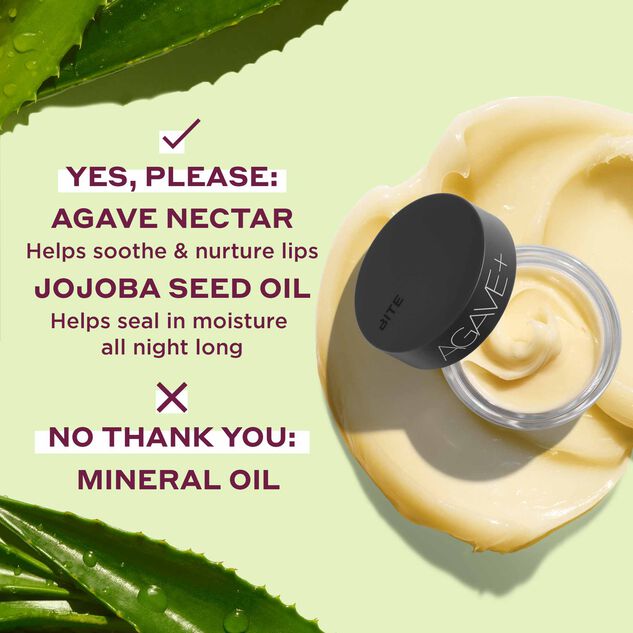 YES, PLEASE:
AGAVE NECTAR
Helps soothe & nurture lips
JOJOBA SEED OIL
Helps seal in moisture
all night long
NO THANK YOU:
MINERAL OIL
BITE
AGAVE+